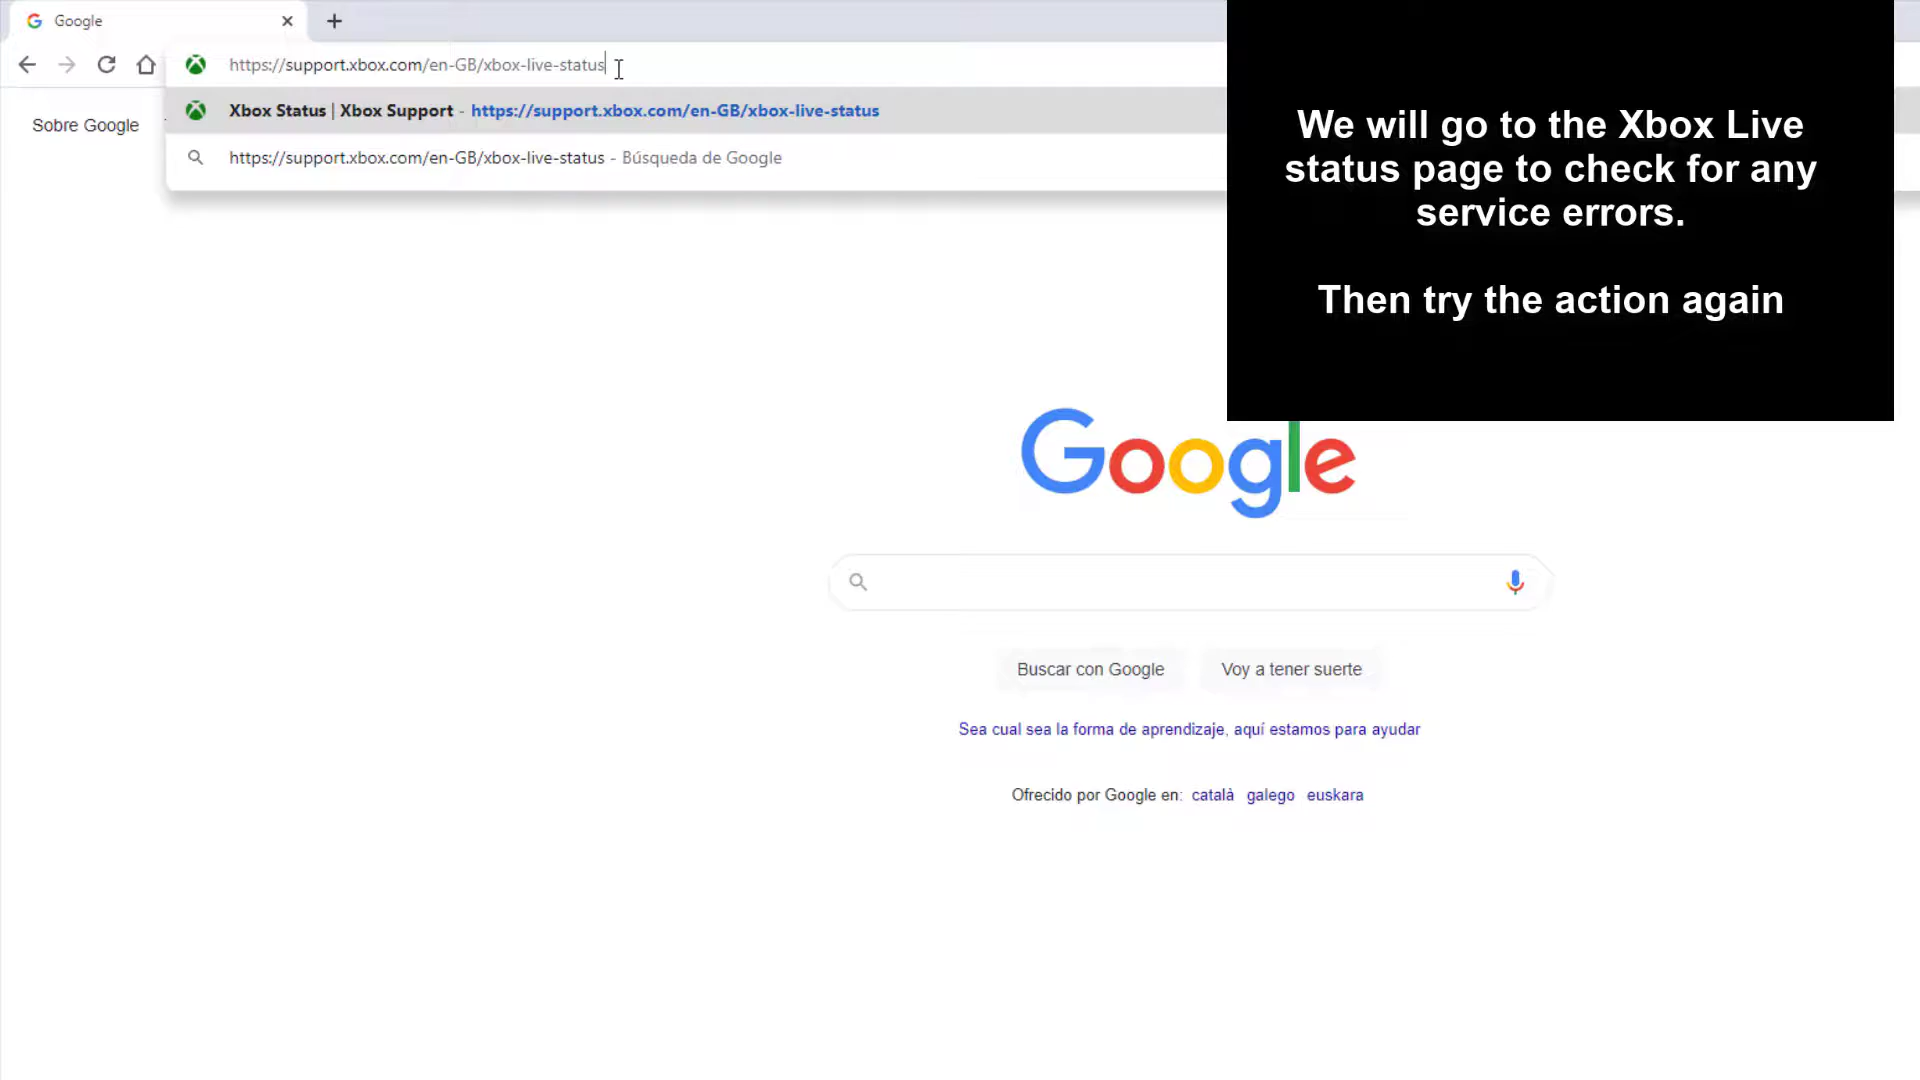 Google
https://support.xbox.com/en-GB/xbox-live-status
Xbox Status | Xbox Support - https://support.xbox.com/en-GB/xbox-live-status
https://support.xbox.com/en-GB/xbox-live-status - Búsqueda de Google
Sobre Google
We will go to the Xbox Live
status page to check for any
service errors.
Then try the action again
Google
Buscar con Google
Voy a tener suerte
Sea cual sea la forma de aprendizaje, aquí estamos para ayudar
Ofrecido por Google en: català galego euskara